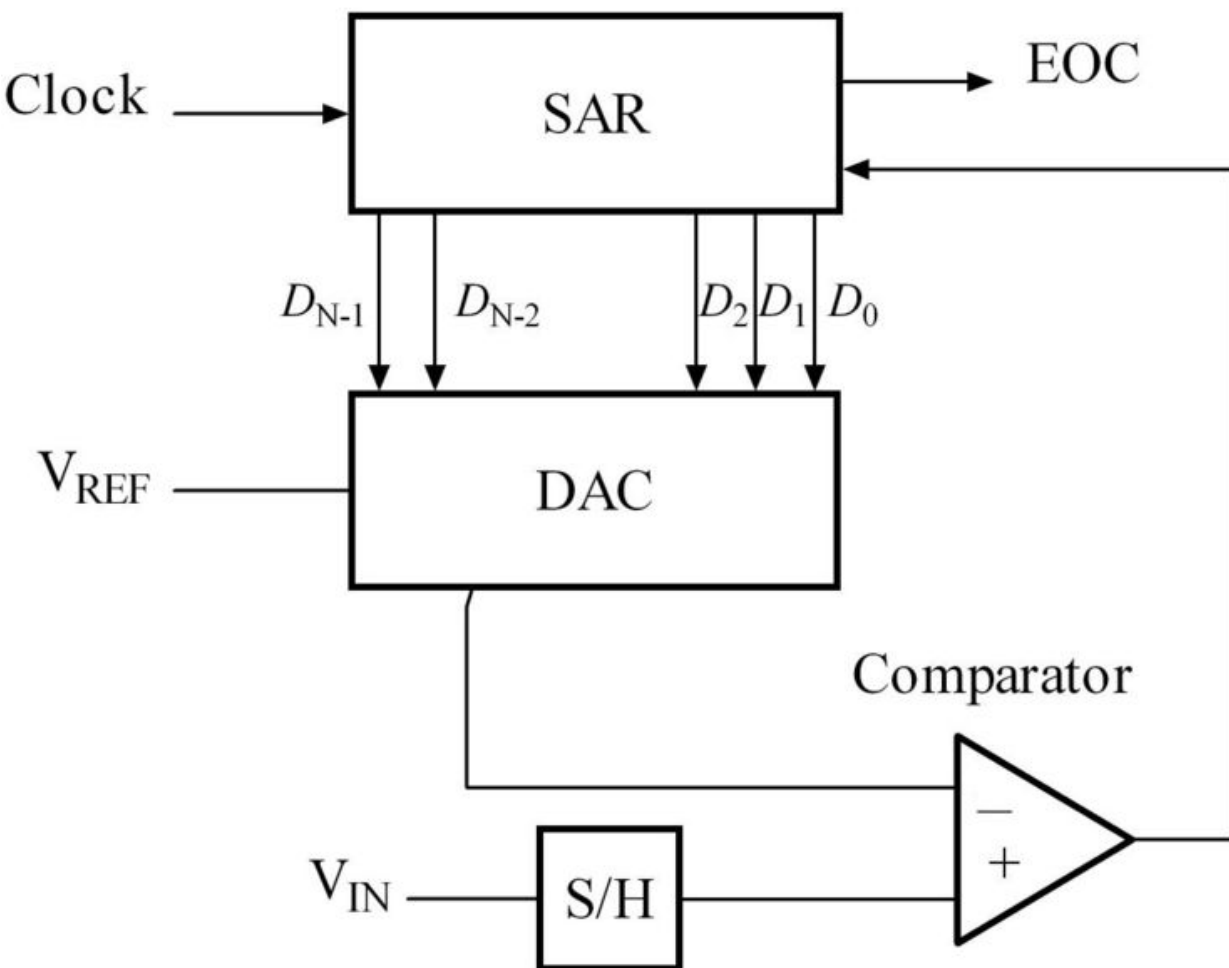 EOC
Clock
SAR
D_N-1 D_N-2 D_2 D_1 D_0
V_REF
DAC
Comparator
−
+
V_IN
S/H